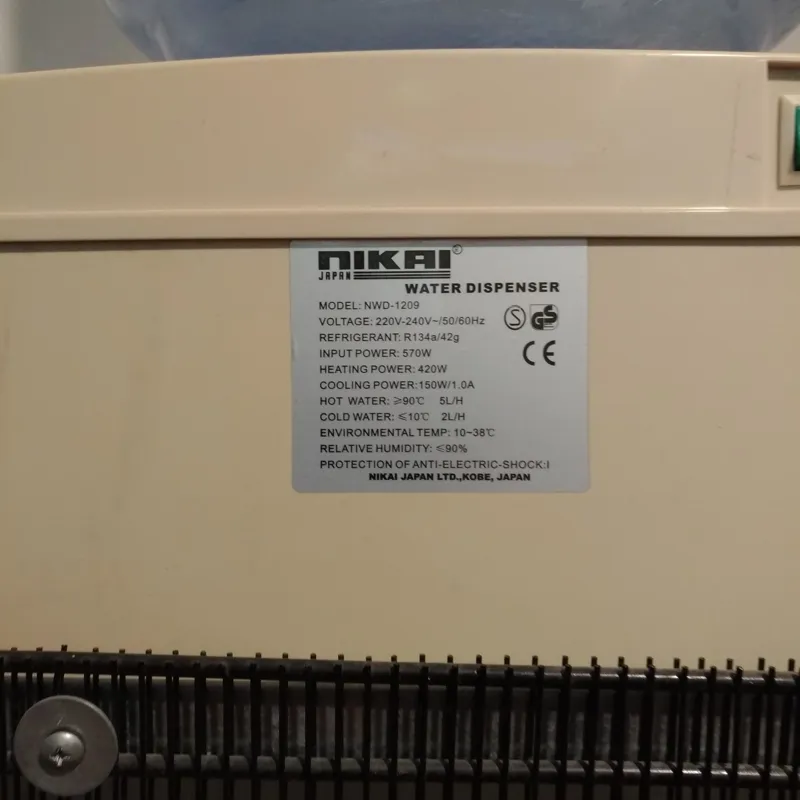 NIKAI®
JAPAN
WATER DISPENSER
MODEL: NWD-1209
VOLTAGE: 220V-240V~/50/60Hz
REFRIGERANT: R134a/42g
INPUT POWER: 570W
HEATING POWER: 420W
COOLING POWER:150W/1.0A
HOT WATER: ≥90℃ 5L/H
COLD WATER: ≤10℃ 2L/H
ENVIRONMENTAL TEMP: 10~38℃
RELATIVE HUMIDITY: ≤90%
PROTECTION OF ANTI-ELECTRIC-SHOCK:I
NIKAI JAPAN LTD.,KOBE, JAPAN
S GS
CE